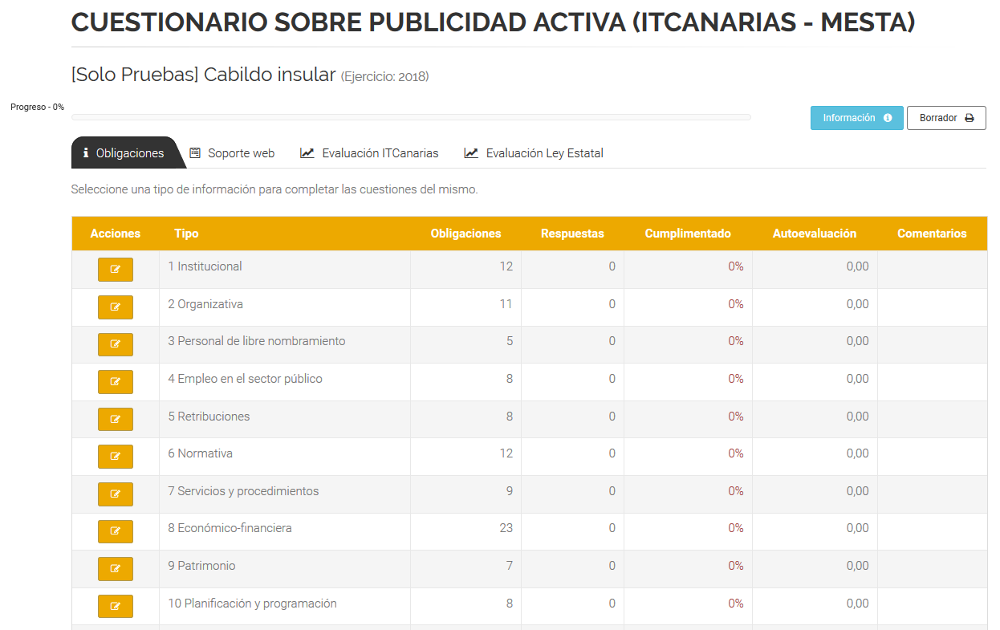 CUESTIONARIO SOBRE PUBLICIDAD ACTIVA (ITCANARIAS - MESTA)
[Solo Pruebas] Cabildo insular (Ejercicio: 2018)
Progreso - 0%
Información Borrador
Obligaciones Soporte web Evaluación ITCanarias Evaluación Ley Estatal
Seleccione una tipo de información para completar las cuestiones del mismo.
Acciones Tipo Obligaciones Respuestas Cumplimentado Autoevaluación Comentarios
1 Institucional 12 0 0% 0,00
2 Organizativa 11 0 0% 0,00
3 Personal de libre nombramiento 5 0 0% 0,00
4 Empleo en el sector público 8 0 0% 0,00
5 Retribuciones 8 0 0% 0,00
6 Normativa 12 0 0% 0,00
7 Servicios y procedimientos 9 0 0% 0,00
8 Económico-financiera 23 0 0% 0,00
9 Patrimonio 7 0 0% 0,00
10 Planificación y programación 8 0 0% 0,00